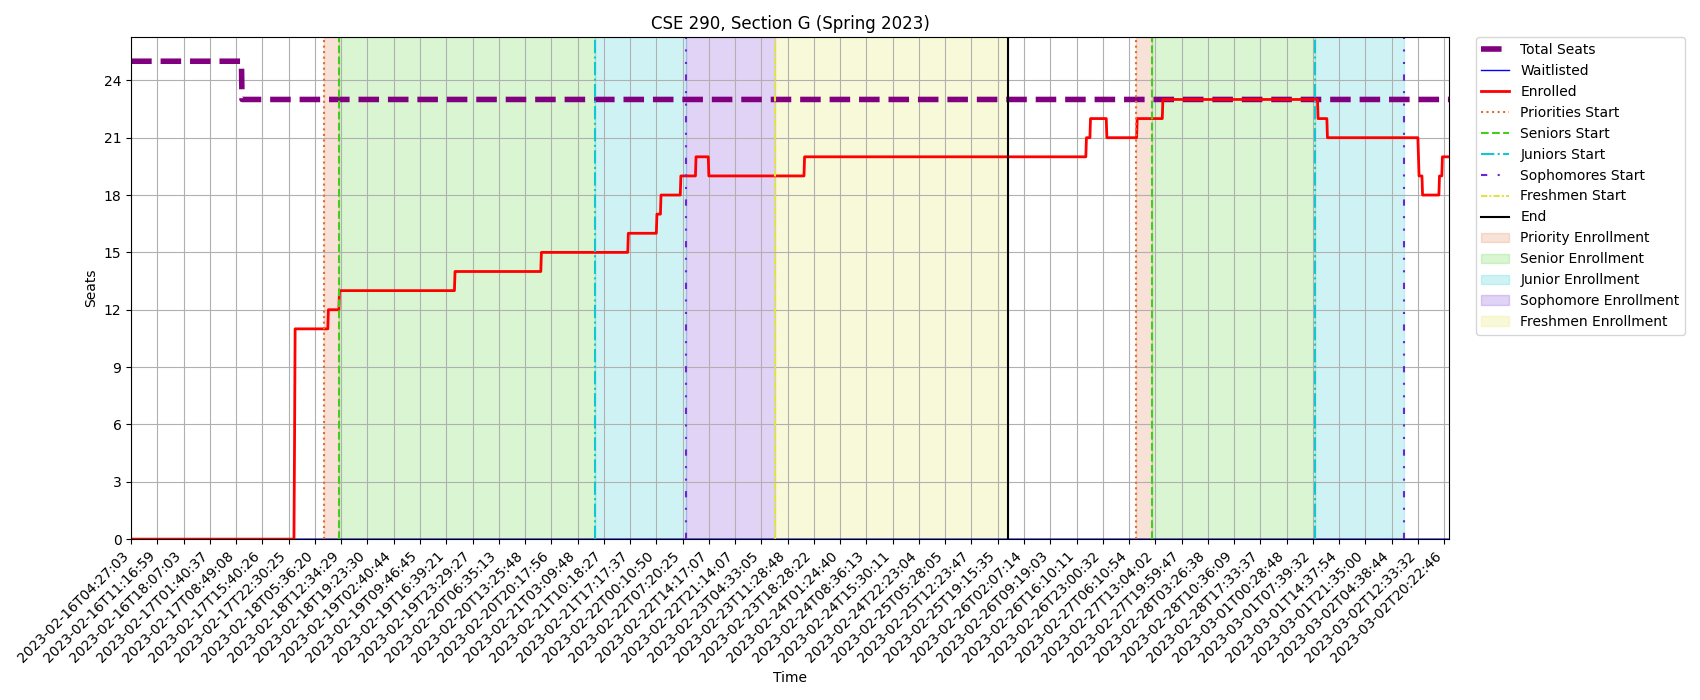 CSE 290, Section G (Spring 2023)
Seats
24
21
18
15
12
9
6
3
0
2023-02-16T04:27:03
2023-02-16T11:16:59
2023-02-16T18:07:03
2023-02-17T01:40:37
2023-02-17T08:49:08
2023-02-17T15:40:26
2023-02-17T22:30:25
2023-02-18T05:36:20
2023-02-18T12:34:29
2023-02-18T19:23:30
2023-02-19T02:40:44
2023-02-19T09:46:45
2023-02-19T16:39:21
2023-02-19T23:29:27
2023-02-20T06:35:13
2023-02-20T13:25:48
2023-02-20T20:17:56
2023-02-21T03:09:48
2023-02-21T10:18:27
2023-02-21T17:17:37
2023-02-22T00:10:50
2023-02-22T07:20:25
2023-02-22T14:17:07
2023-02-22T21:14:07
2023-02-23T04:33:05
2023-02-23T11:28:48
2023-02-23T18:28:22
2023-02-24T01:24:40
2023-02-24T08:36:13
2023-02-24T15:30:11
2023-02-24T22:23:04
2023-02-25T05:28:05
2023-02-25T12:23:47
2023-02-25T19:15:35
2023-02-26T02:07:14
2023-02-26T09:19:03
2023-02-26T16:10:11
2023-02-26T23:00:32
2023-02-27T06:10:54
2023-02-27T13:04:02
2023-02-27T19:59:47
2023-02-28T03:26:38
2023-02-28T10:36:09
2023-02-28T17:33:37
2023-03-01T00:28:48
2023-03-01T07:39:32
2023-03-01T14:37:54
2023-03-01T21:35:00
2023-03-02T04:38:44
2023-03-02T12:33:32
2023-03-02T20:22:46
Time
Total Seats
Waitlisted
Enrolled
Priorities Start
Seniors Start
Juniors Start
Sophomores Start
Freshmen Start
End
Priority Enrollment
Senior Enrollment
Junior Enrollment
Sophomore Enrollment
Freshmen Enrollment